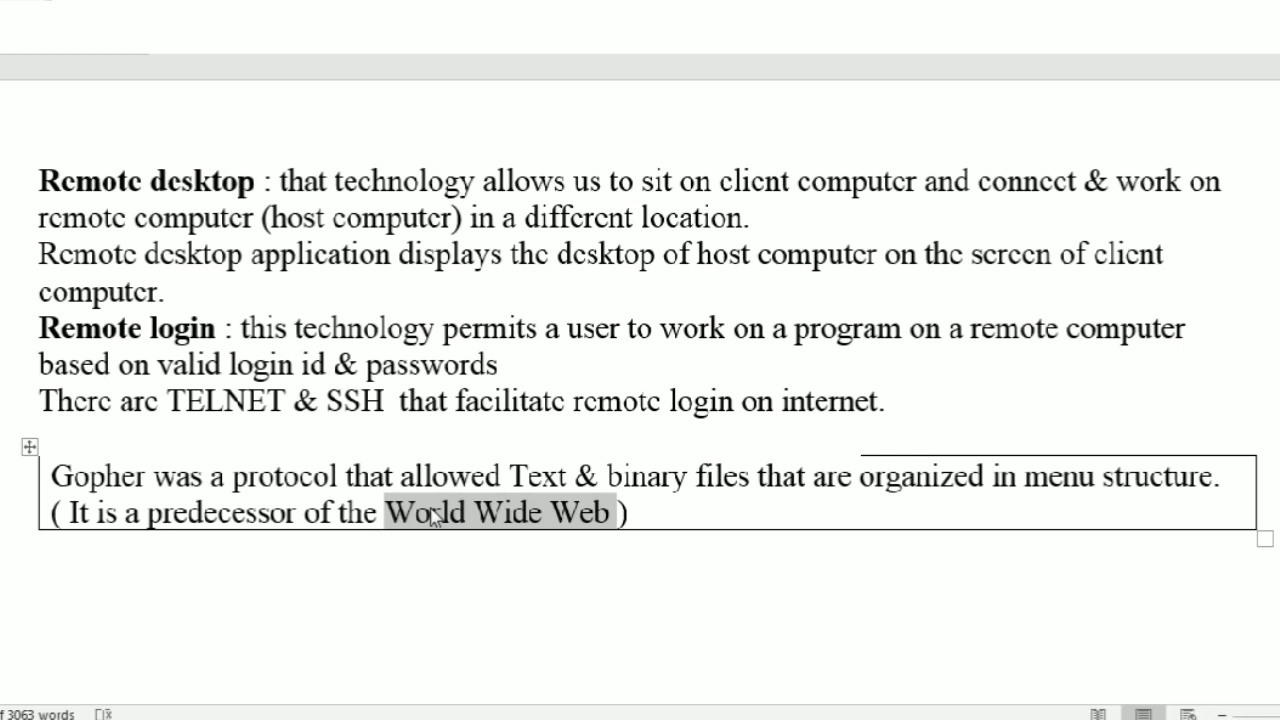 Remote desktop : that technology allows us to sit on client computer and connect & work on
remote computer (host computer) in a different location.
Remote desktop application displays the desktop of host computer on the screen of client
computer.
Remote login : this technology permits a user to work on a program on a remote computer
based on valid login id & passwords
There are TELNET & SSH that facilitate remote login on internet.
Gopher was a protocol that allowed Text & binary files that are organized in menu structure.
( It is a predecessor of the World Wide Web )
f 3063 words